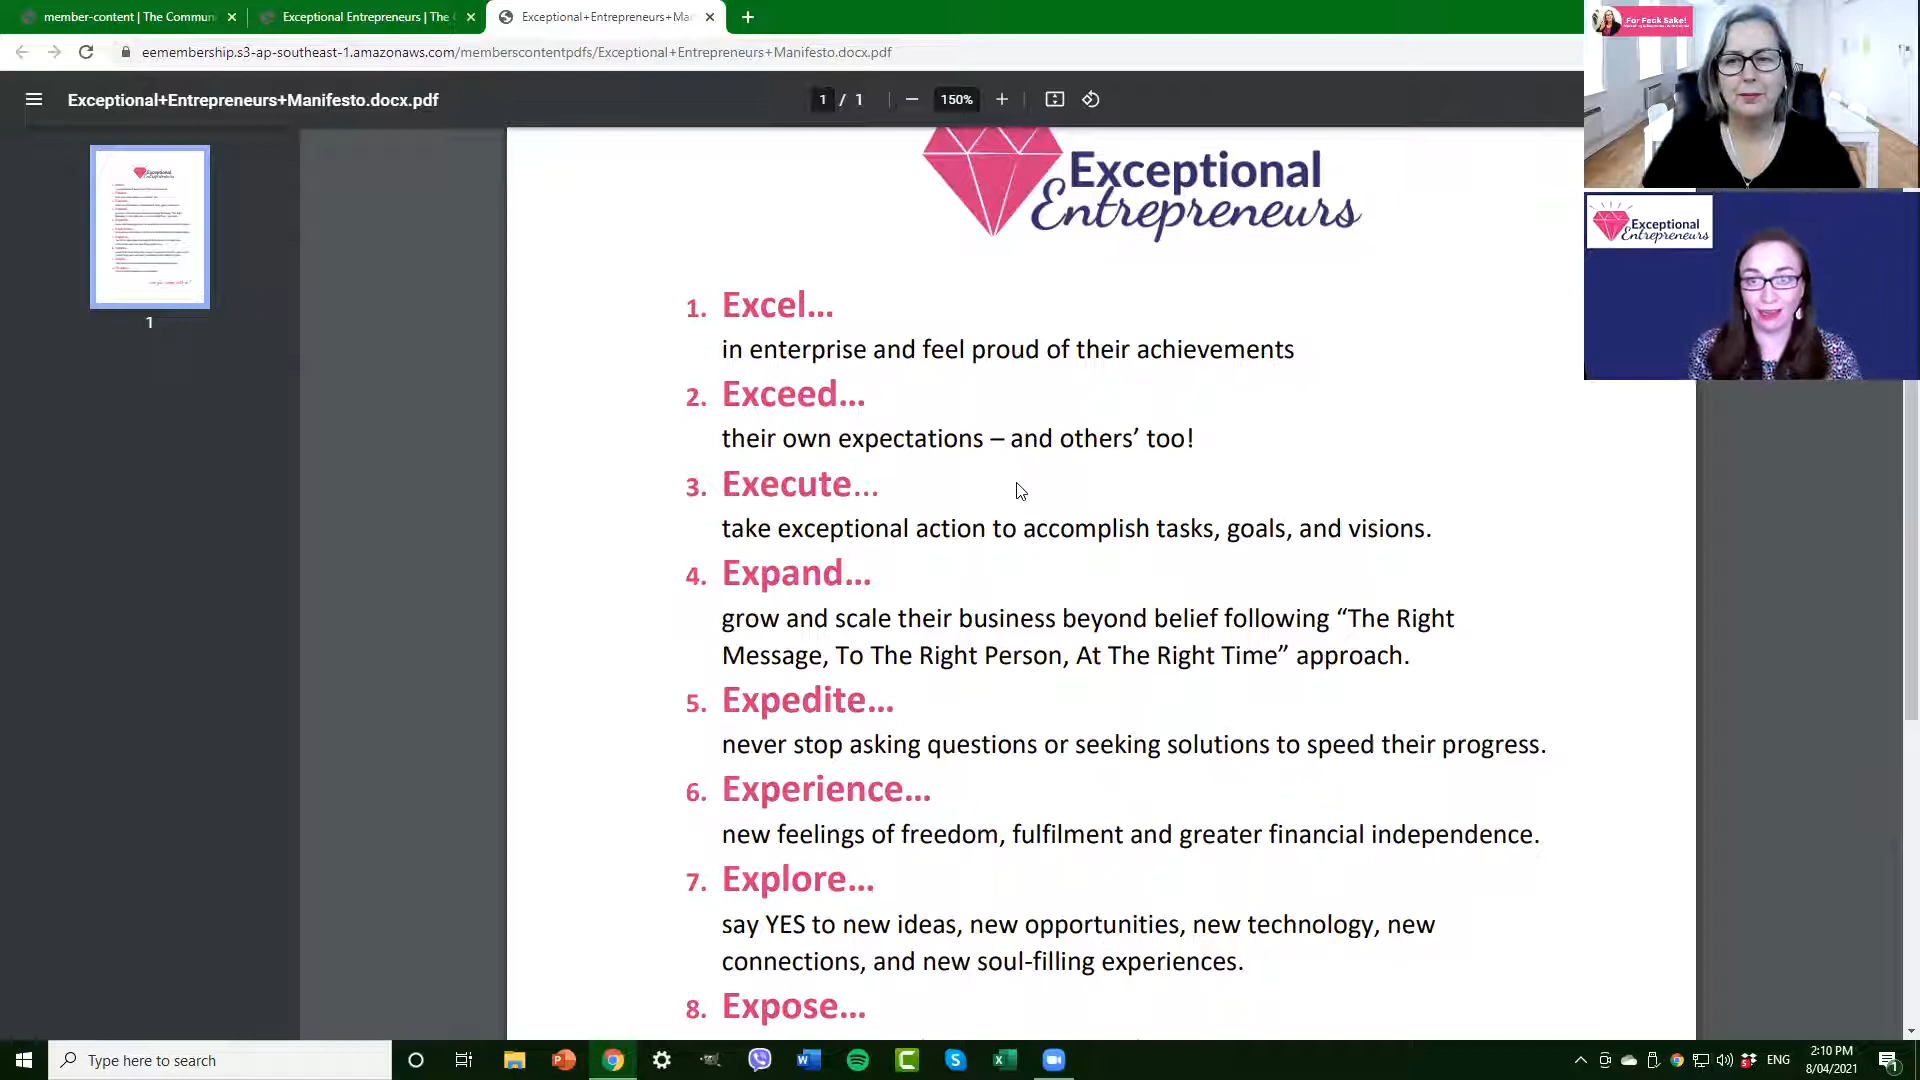 member-content | The Commun
Exceptional Entrepreneurs | The
Exceptional+Entrepreneurs+Ma
eemembership.s3-ap-southeast-1.amazonaws.com/memberscontentpdfs/Exceptional+Entrepreneurs+Manifesto.docx.pdf
Exceptional+Entrepreneurs+Manifesto.docx.pdf
1 / 1
150%
For Feck Sake!
Exceptional
Entrepreneurs
Exceptional
Entrepreneurs
1
1. Excel...
in enterprise and feel proud of their achievements
2. Exceed...
their own expectations – and others’ too!
3. Execute...
take exceptional action to accomplish tasks, goals, and visions.
4. Expand...
grow and scale their business beyond belief following “The Right
Message, To The Right Person, At The Right Time” approach.
5. Expedite...
never stop asking questions or seeking solutions to speed their progress.
6. Experience...
new feelings of freedom, fulfilment and greater financial independence.
7. Explore...
say YES to new ideas, new opportunities, new technology, new
connections, and new soul-filling experiences.
8. Expose...
Type here to search
ENG
2:10 PM
8/04/2021